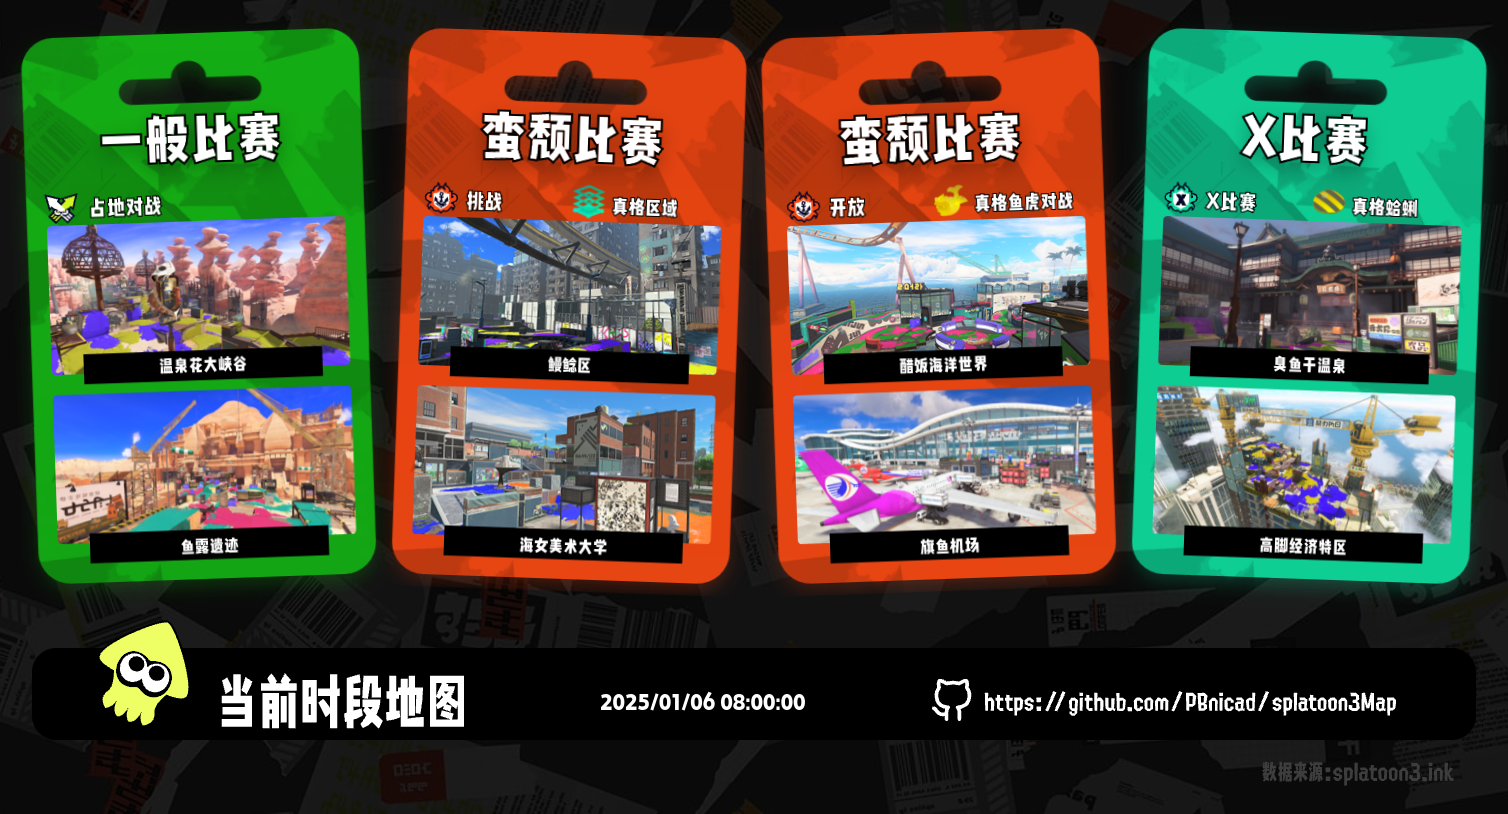 一般比赛
占地对战
温泉花大峡谷
鱼露遗迹
蛮颓比赛
挑战
真格区域
鳗鲶区
海女美术大学
蛮颓比赛
开放
真格鱼虎对战
醋饭海洋世界
旗鱼机场
X比赛
X比赛
真格蛤蜊
臭鱼干温泉
高脚经济特区
当前时段地图
2025/01/06 08:00:00
https://github.com/PBnicad/splatoon3Map
数据来源:splatoon3.ink